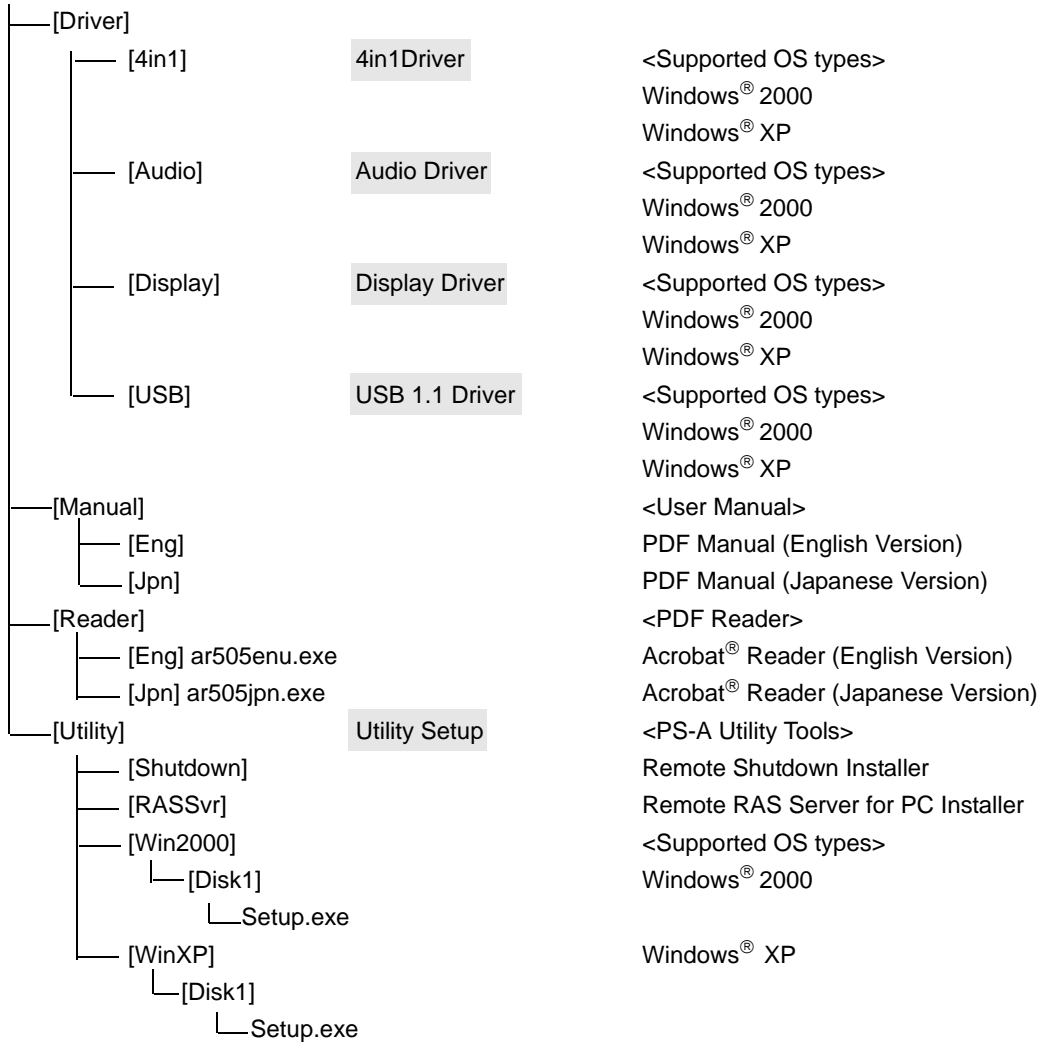 [Driver]
[4in1] 4in1Driver <Supported OS types>
Windows® 2000
Windows® XP
[Audio] Audio Driver <Supported OS types>
Windows® 2000
Windows® XP
[Display] Display Driver <Supported OS types>
Windows® 2000
Windows® XP
[USB] USB 1.1 Driver <Supported OS types>
Windows® 2000
Windows® XP
[Manual] <User Manual>
[Eng] PDF Manual (English Version)
[Jpn] PDF Manual (Japanese Version)
[Reader] <PDF Reader>
[Eng] ar505enu.exe Acrobat® Reader (English Version)
[Jpn] ar505jpn.exe Acrobat® Reader (Japanese Version)
[Utility] Utility Setup <PS-A Utility Tools>
[Shutdown] Remote Shutdown Installer
[RASSvr] Remote RAS Server for PC Installer
[Win2000] <Supported OS types>
[Disk1] Windows® 2000
Setup.exe
[WinXP] Windows® XP
[Disk1]
Setup.exe